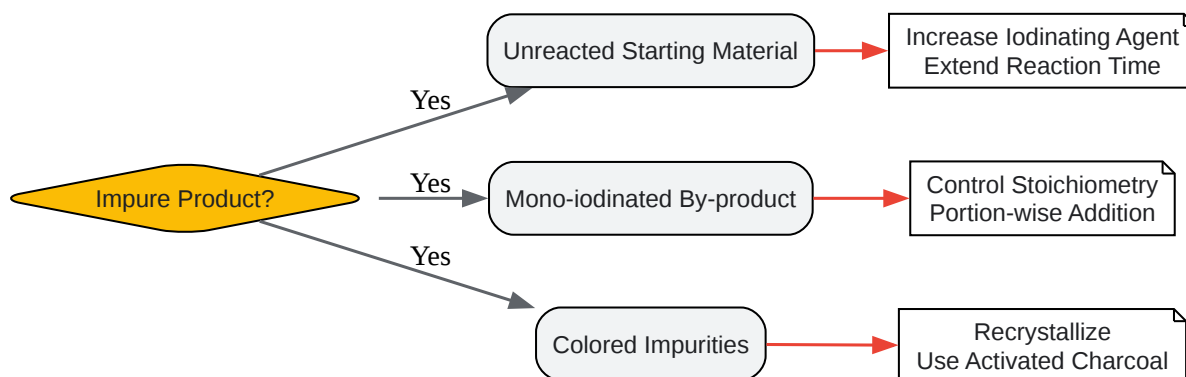 Unreacted Starting Material
Increase Iodinating Agent
Extend Reaction Time
Yes
Impure Product?
Yes
Mono-iodinated By-product
Control Stoichiometry
Portion-wise Addition
Yes
Colored Impurities
Recrystallize
Use Activated Charcoal